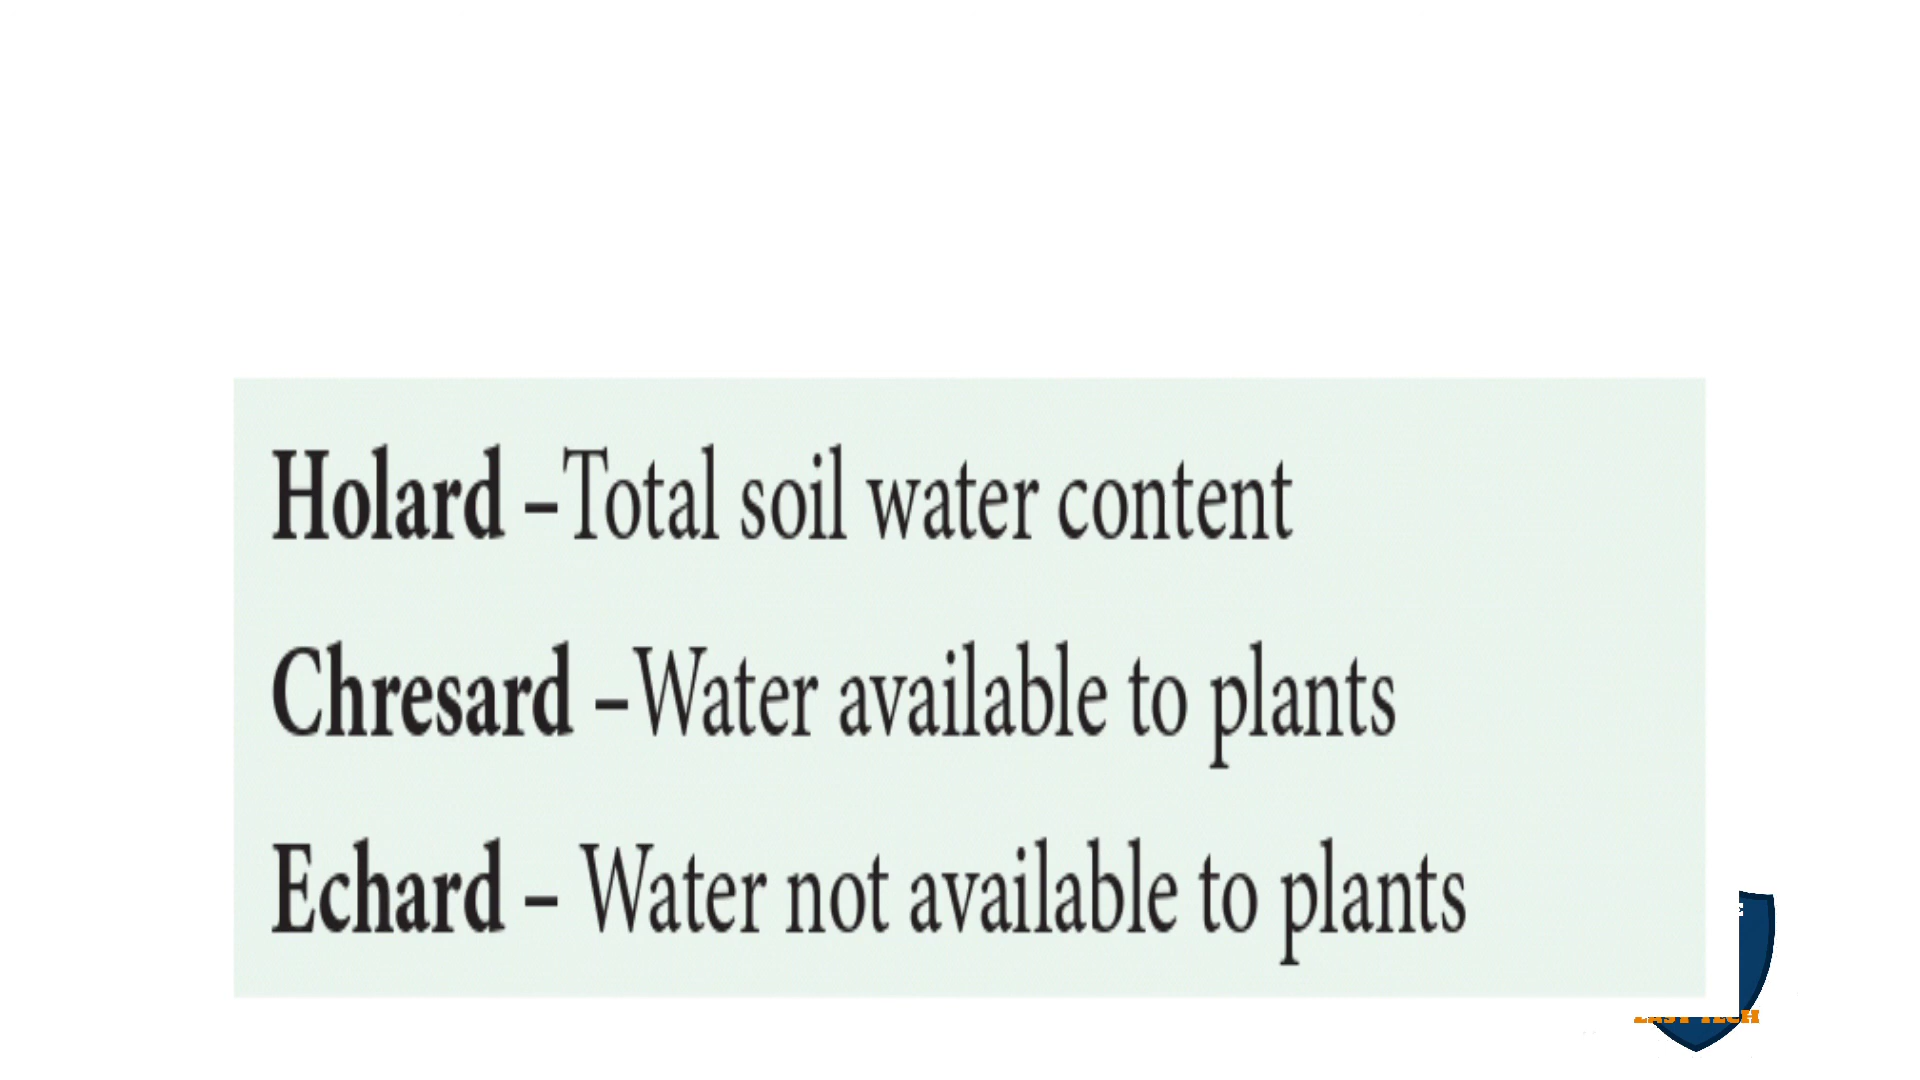 Holard –Total soil water content
Chresard –Water available to plants
Echard – Water not available to plants